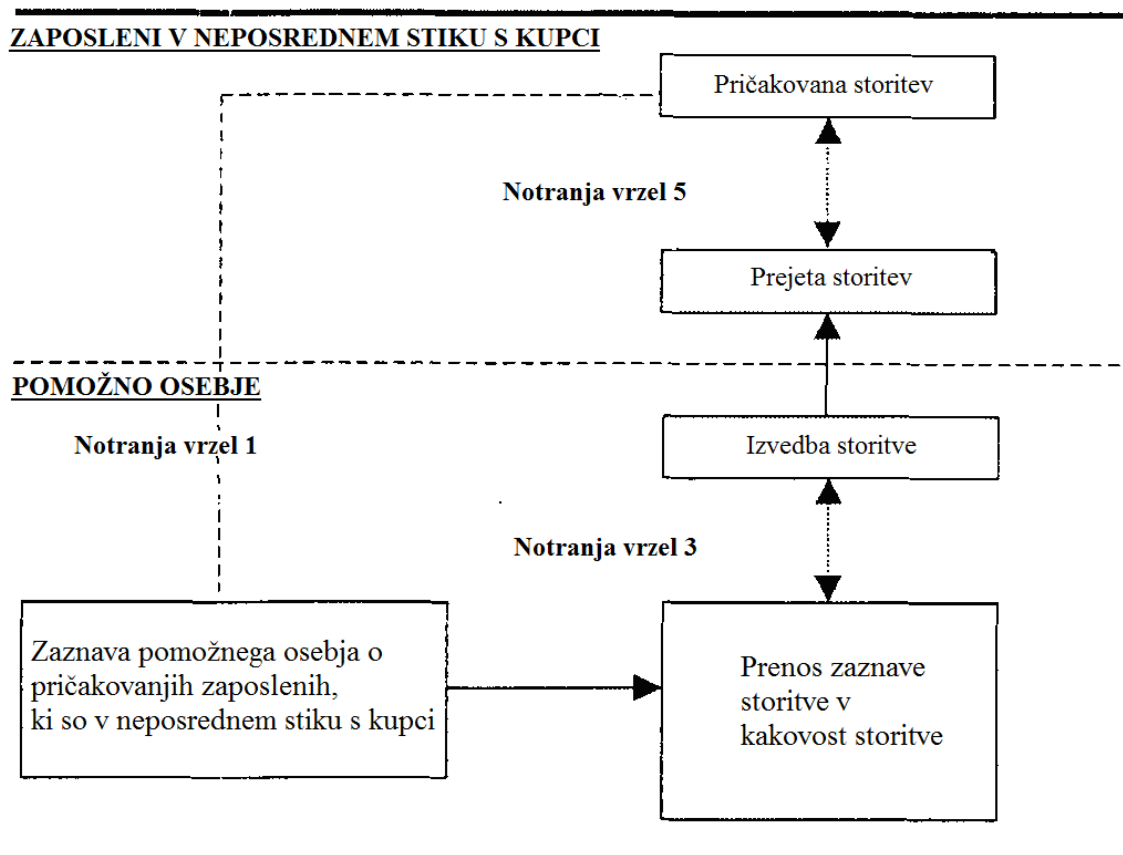 ZAPOSLENI V NEPOSREDNEM STIKU S KUPCI
Pričakovana storitev
Notranja vrzel 5
Prejeta storitev
POMOŽNO OSEBJE
Notranja vrzel 1
Izvedba storitve
Notranja vrzel 3
Zaznava pomožnega osebja o
pričakovanjih zaposlenih,
ki so v neposrednem stiku s kupci
Prenos zaznave
storitve v
kakovost storitve